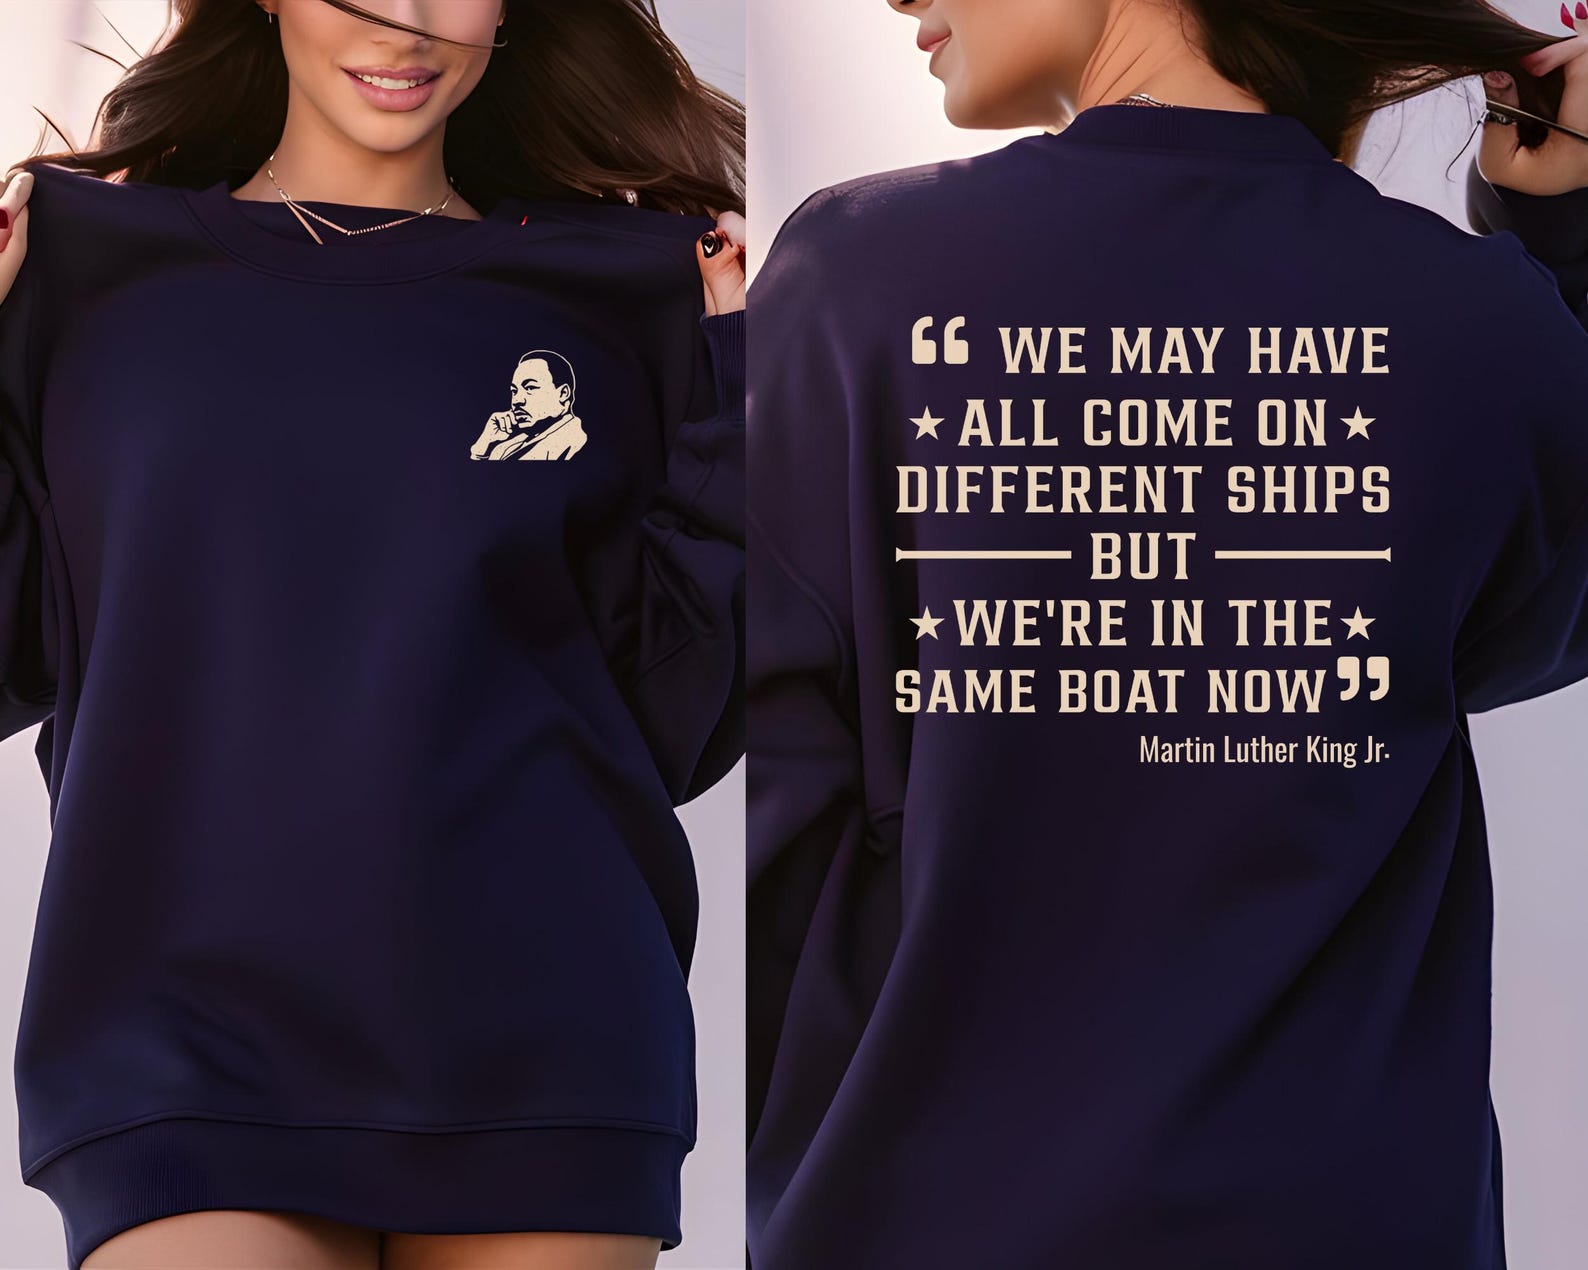 “ WE MAY HAVE
★ ALL COME ON ★
DIFFERENT SHIPS
BUT
★ WE'RE IN THE ★
SAME BOAT NOW ”
Martin Luther King Jr.